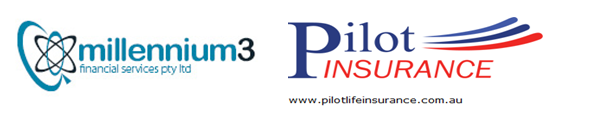 millennium3
financial services pty ltd
Pilot
INSURANCE
www.pilotlifeinsurance.com.au